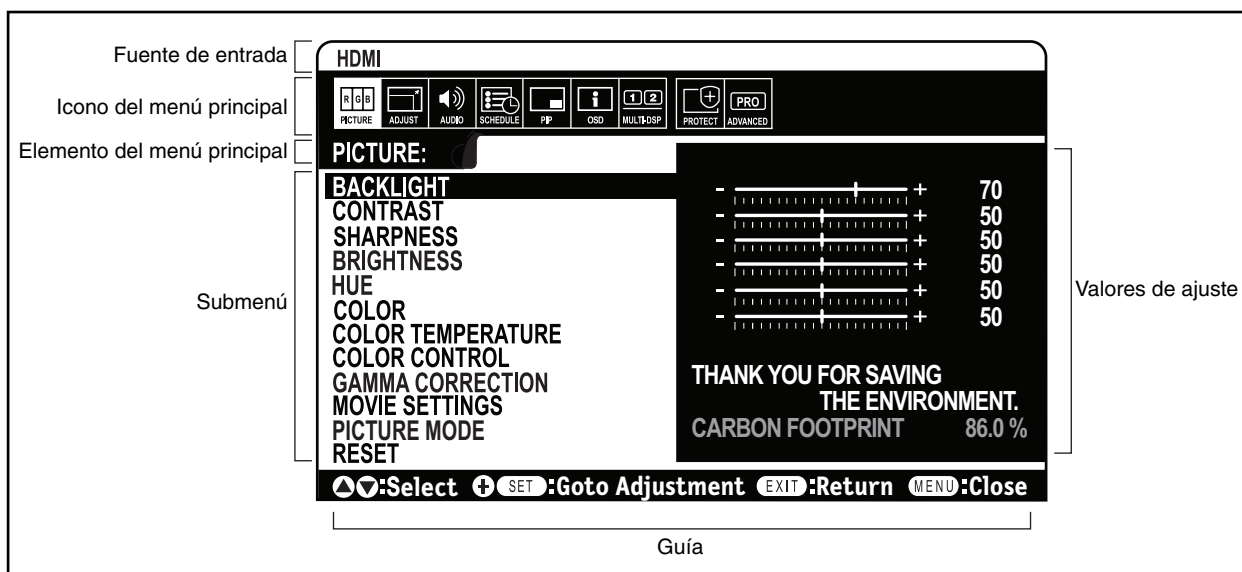 Fuente de entrada
HDMI
Icono del menú principal
R G B
PICTURE
ADJUST
AUDIO
SCHEDULE
PIP
i
OSD
1 2
MULTI-DSP
PROTECT
PRO
ADVANCED
Elemento del menú principal
PICTURE:
Submenú
BACKLIGHT - + 70
CONTRAST - + 50
SHARPNESS - + 50
BRIGHTNESS - + 50
HUE - + 50
COLOR - + 50
COLOR TEMPERATURE
COLOR CONTROL
GAMMA CORRECTION
MOVIE SETTINGS
PICTURE MODE
RESET
THANK YOU FOR SAVING
THE ENVIRONMENT.
CARBON FOOTPRINT 86.0 %
Valores de ajuste
:Select + SET :Goto Adjustment EXIT :Return MENU :Close
Guía